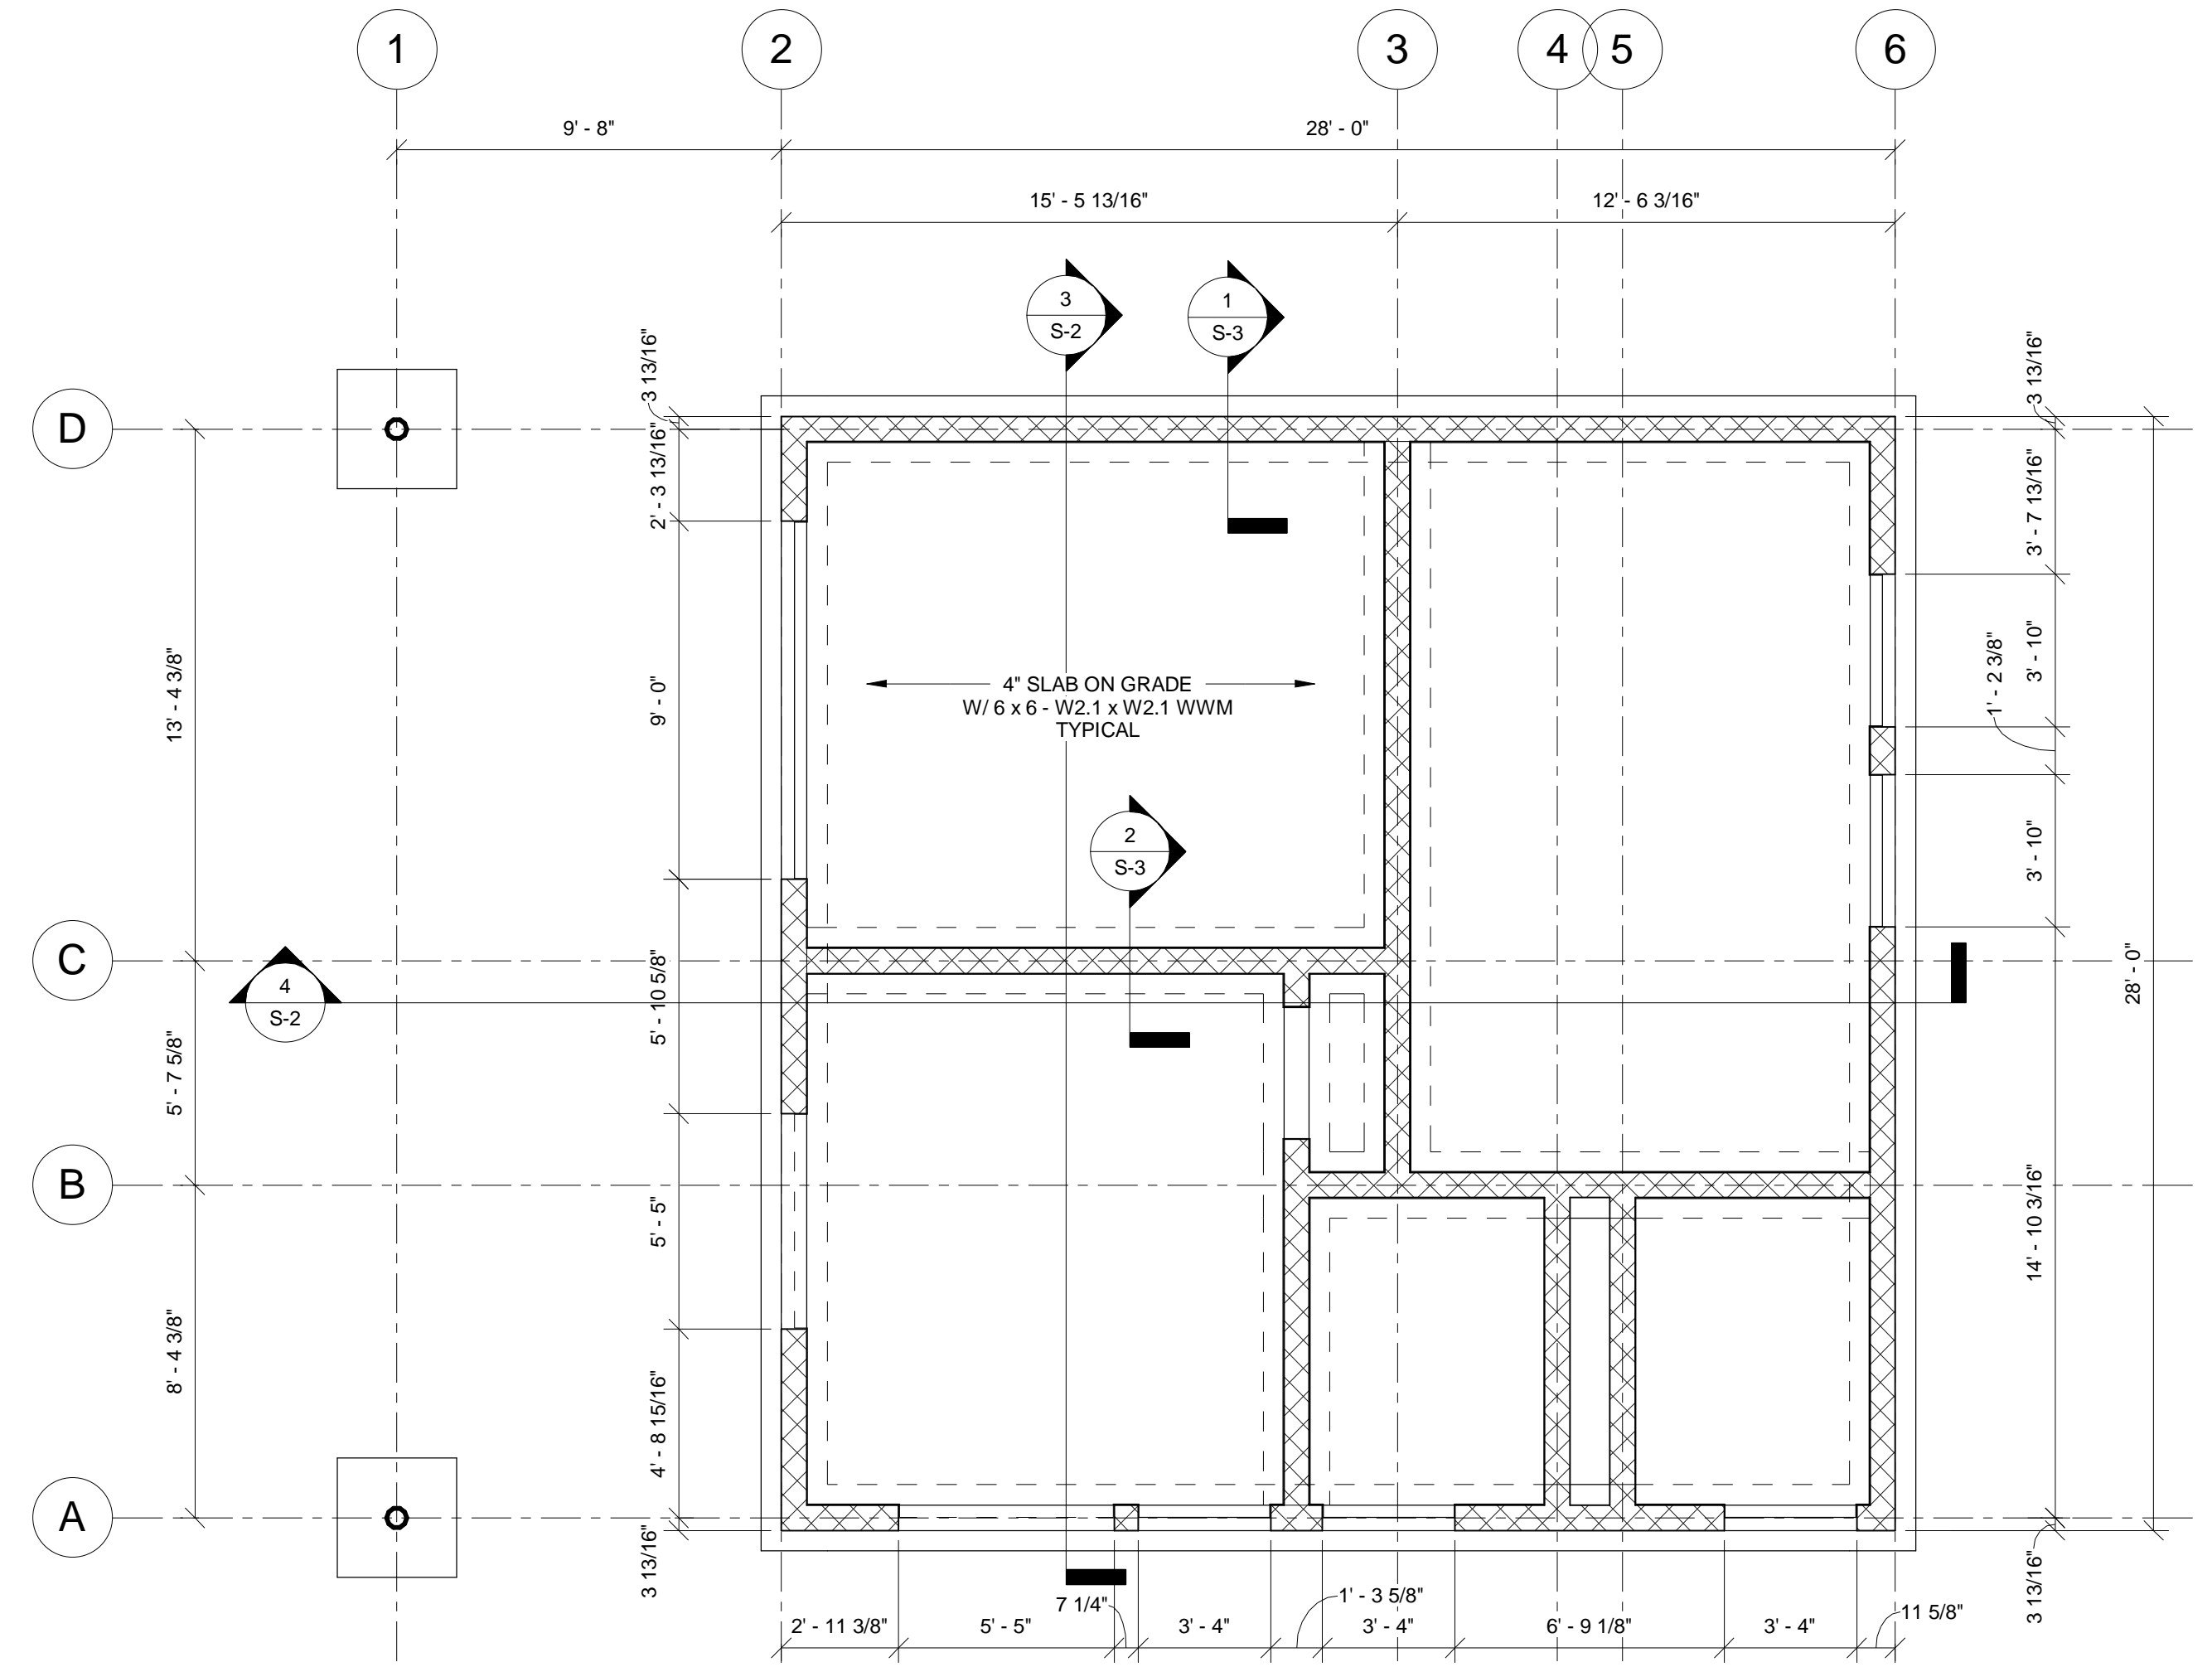 1
2
3
4
5
6
9' - 8"
28' - 0"
15' - 5 13/16"
12' - 6 3/16"
3
S-2
1
S-3
3 13/16"
3 13/16"
D
2' - 3 13/16"
3' - 7 13/16"
13' - 4 3/8"
9' - 0"
4" SLAB ON GRADE
W/ 6 x 6 - W2.1 x W2.1 WWM
TYPICAL
1' - 2 3/8"
3' - 10"
2
S-3
3' - 10"
C
4
S-2
5' - 10 5/8"
28' - 0"
5' - 7 5/8"
B
5' - 5"
14' - 10 3/16"
8' - 4 3/8"
4' - 8 15/16"
A
3 13/16"
3 13/16"
7 1/4"
1' - 3 5/8"
11 5/8"
2' - 11 3/8"
5' - 5"
3' - 4"
3' - 4"
6' - 9 1/8"
3' - 4"